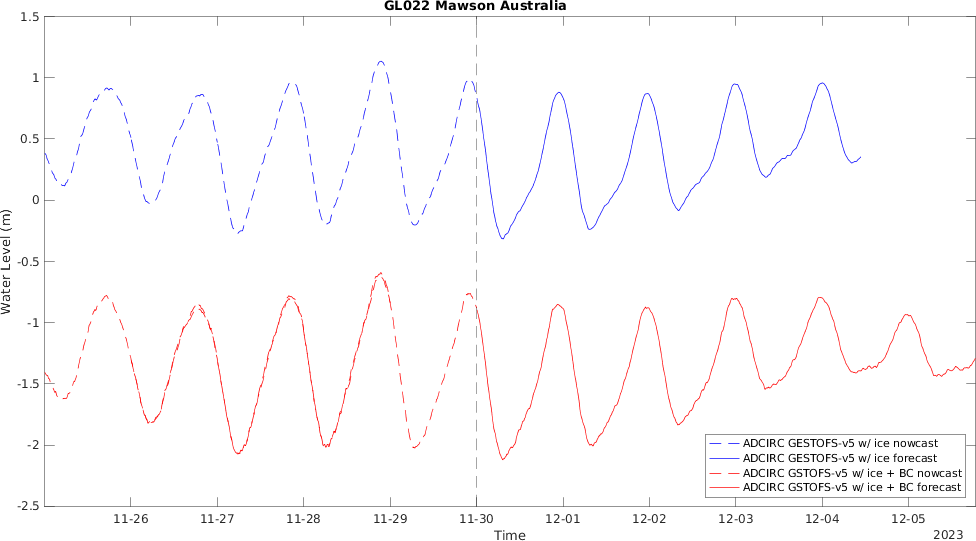 GL022 Mawson Australia
1.5
1
0.5
0
-0.5
-1
-1.5
-2
-2.5
Water Level (m)
ADCIRC GESTOFS-v5 w/ ice nowcast
ADCIRC GESTOFS-v5 w/ ice forecast
ADCIRC GSTOFS-v5 w/ ice + BC nowcast
ADCIRC GSTOFS-v5 w/ ice + BC forecast
11-26 11-27 11-28 11-29 11-30 12-01 12-02 12-03 12-04 12-05
Time
2023